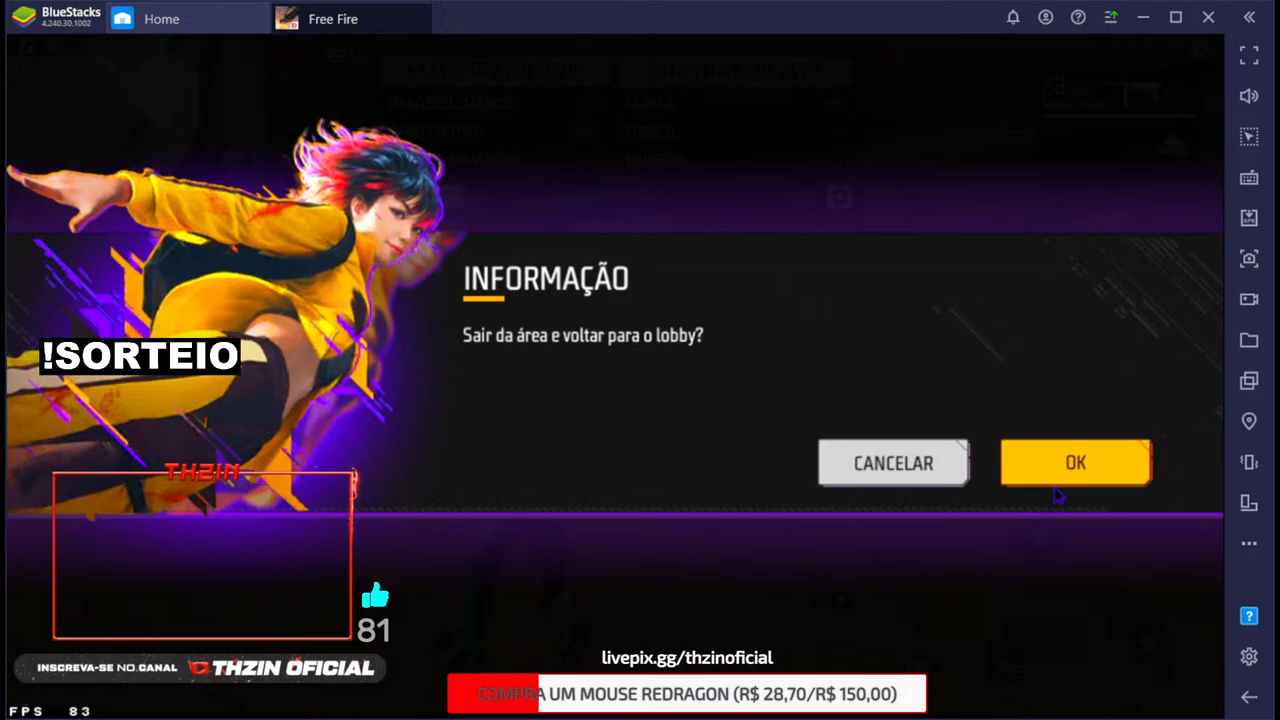 BlueStacks
4.240.30.1002
Home
Free Fire
INFORMAÇÃO
Sair da área e voltar para o lobby?
!SORTEIO
CANCELAR
OK
THZIN
81
INSCREVA-SE NO CANAL THZIN OFICIAL
livepix.gg/thzinoficial
COMPRA UM MOUSE REDRAGON (R$ 28,70/R$ 150,00)
FPS 83